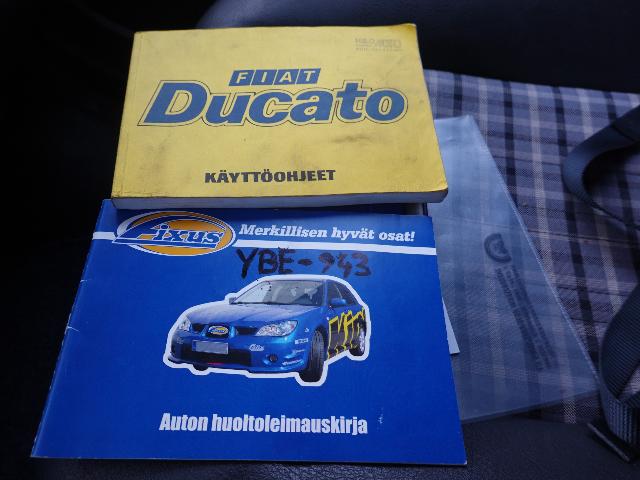 FIAT
Ducato
KÄYTTÖOHJEET
Fixus
Merkillisen hyvät osat!
YBE-943
Auton huoltoleimauskirja